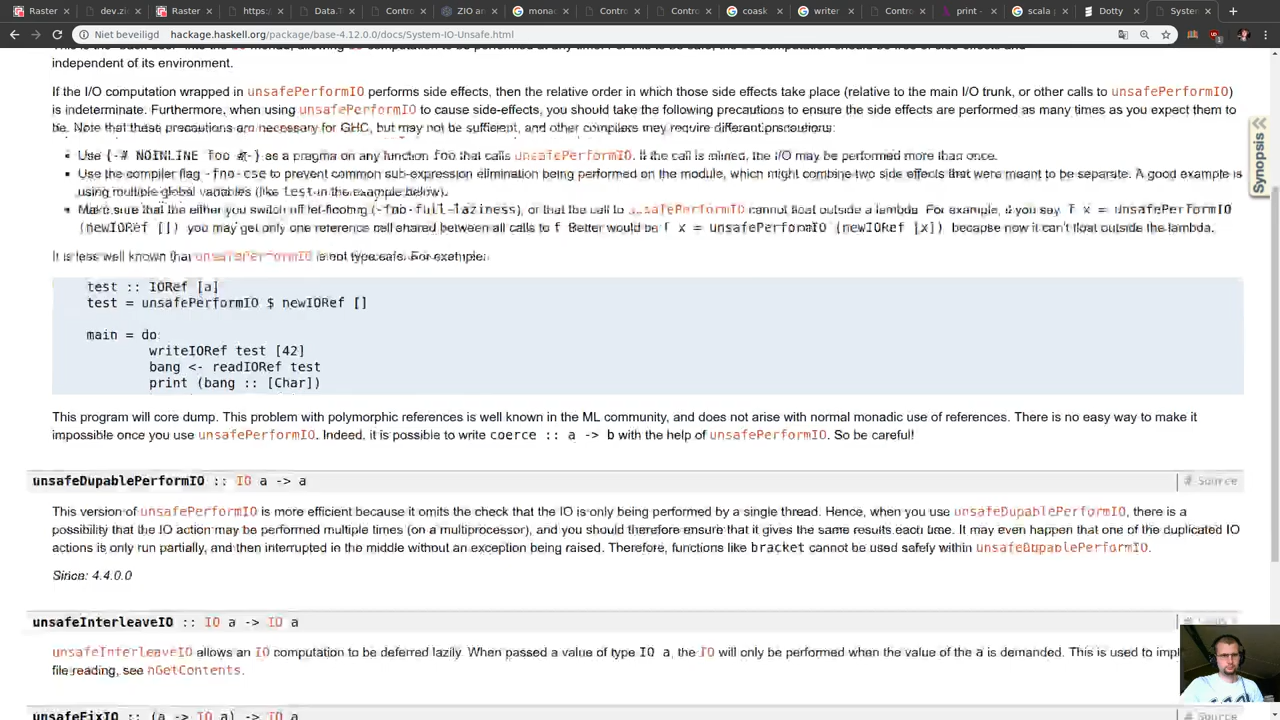 Raster
dev.zio
Raster
https:/
Data.T
Contro
ZIO an
monac
Contro
Contro
coask
writer
Contro
print -
scala p
Dotty
System
Niet beveiligd
hackage.haskell.org/package/base-4.12.0.0/docs/System-IO-Unsafe.html
independent of its environment.
If the I/O computation wrapped in unsafePerformIO performs side effects, then the relative order in which those side effects take place (relative to the main I/O trunk, or other calls to unsafePerformIO)
is indeterminate. Furthermore, when using unsafePerformIO to cause side-effects, you should take the following precautions to ensure the side effects are performed as many times as you expect them to
be. Note that these precautions are necessary for GHC, but may not be sufficient, and other compilers may require different precautions:
Use {-# NOINLINE foo #-} as a pragma on any function foo that calls unsafePerformIO. If the call is inlined, the I/O may be performed more than once.
Use the compiler flag -fno-cse to prevent common sub-expression elimination being performed on the module, which might combine two side effects that were meant to be separate. A good example is
using multiple global variables (like test in the example below).
Make sure that the either you switch off let-floating (-fno-full-laziness), or that the call to unsafePerformIO cannot float outside a lambda. For example, if you say: f x = unsafePerformIO
(newIORef []) you may get only one reference cell shared between all calls to f. Better would be f x = unsafePerformIO (newIORef [x]) because now it can't float outside the lambda.
It is less well known that unsafePerformIO is not type safe. For example:
test :: IORef [a]
test = unsafePerformIO $ newIORef []
main = do
writeIORef test [42]
bang <- readIORef test
print (bang :: [Char])
This program will core dump. This problem with polymorphic references is well known in the ML community, and does not arise with normal monadic use of references. There is no easy way to make it
impossible once you use unsafePerformIO. Indeed, it is possible to write coerce :: a -> b with the help of unsafePerformIO. So be careful!
unsafeDupablePerformIO :: IO a -> a
# Source
This version of unsafePerformIO is more efficient because it omits the check that the IO is only being performed by a single thread. Hence, when you use unsafeDupablePerformIO, there is a
possibility that the IO action may be performed multiple times (on a multiprocessor), and you should therefore ensure that it gives the same results each time. It may even happen that one of the duplicated IO
actions is only run partially, and then interrupted in the middle without an exception being raised. Therefore, functions like bracket cannot be used safely within unsafeDupablePerformIO.
Since: 4.4.0.0
unsafeInterleaveIO :: IO a -> IO a
unsafeInterleaveIO allows an IO computation to be deferred lazily. When passed a value of type IO a, the IO will only be performed when the value of the a is demanded. This is used to impl
file reading, see hGetContents.
unsafeFixIO :: (a -> IO a) -> IO a
# Source
Synopsis